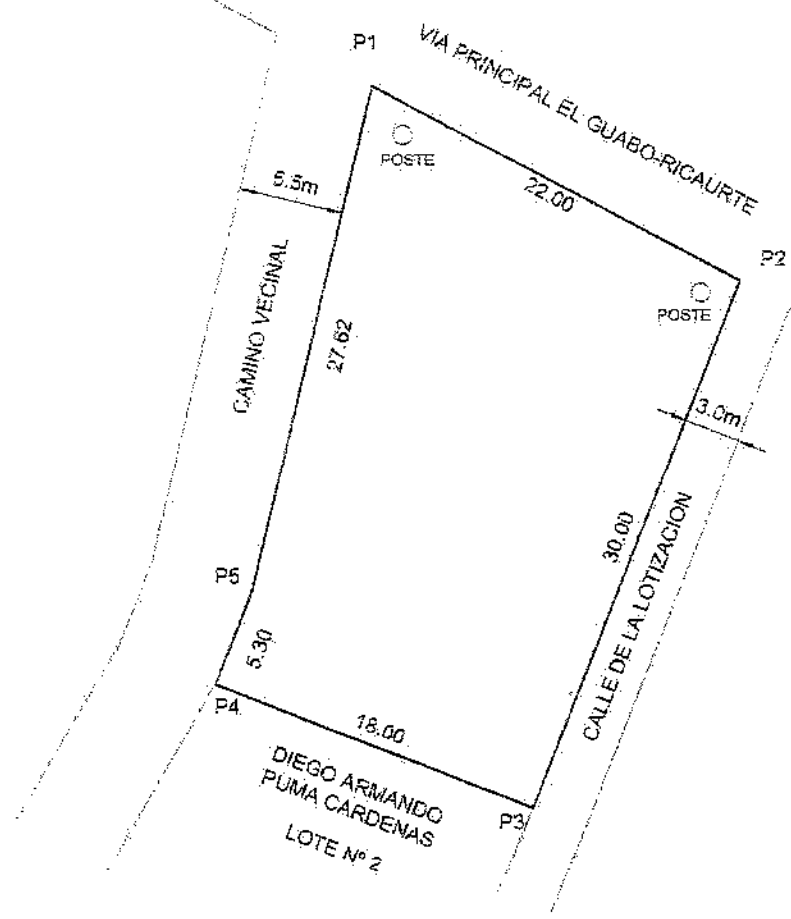 P1
VIA PRINCIPAL EL GUABO-RICAURTE
POSTE
6.5m
22.00
P2
POSTE
CAMINO VECINAL
27.62
3.0m
30.00
CALLE DE LA LOTIZACION
P5
5.30
P4
18.00
DIEGO ARMANDO
PUMA CARDENAS
P3
LOTE Nº 2